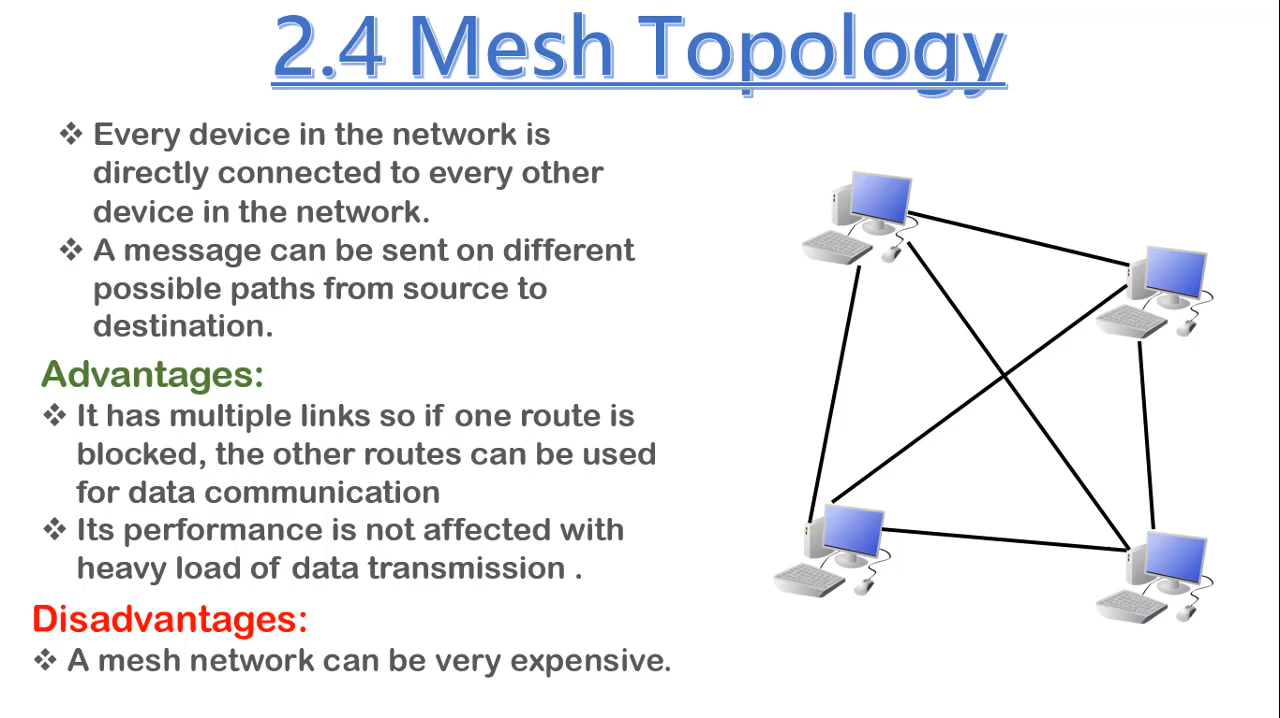 2.4 Mesh Topology
❖ Every device in the network is
directly connected to every other
device in the network.
❖ A message can be sent on different
possible paths from source to
destination.
Advantages:
❖ It has multiple links so if one route is
blocked, the other routes can be used
for data communication
❖ Its performance is not affected with
heavy load of data transmission .
Disadvantages:
❖ A mesh network can be very expensive.